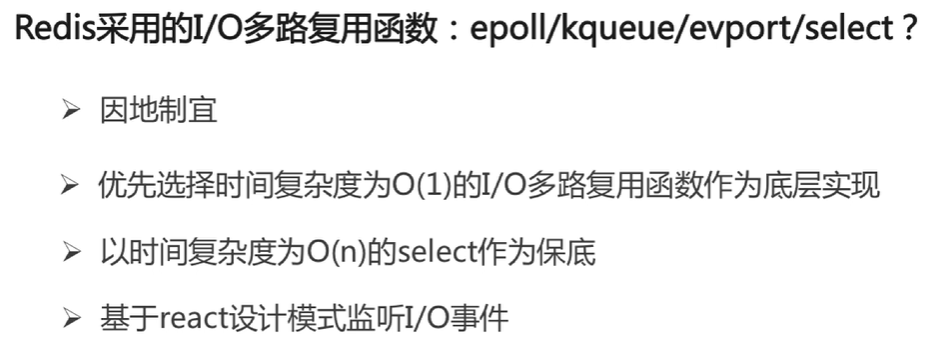 Redis采用的I/O多路复用函数：epoll/kqueue/evport/select？
➢ 因地制宜
➢ 优先选择时间复杂度为O(1)的I/O多路复用函数作为底层实现
➢ 以时间复杂度为O(n)的select作为保底
➢ 基于react设计模式监听I/O事件